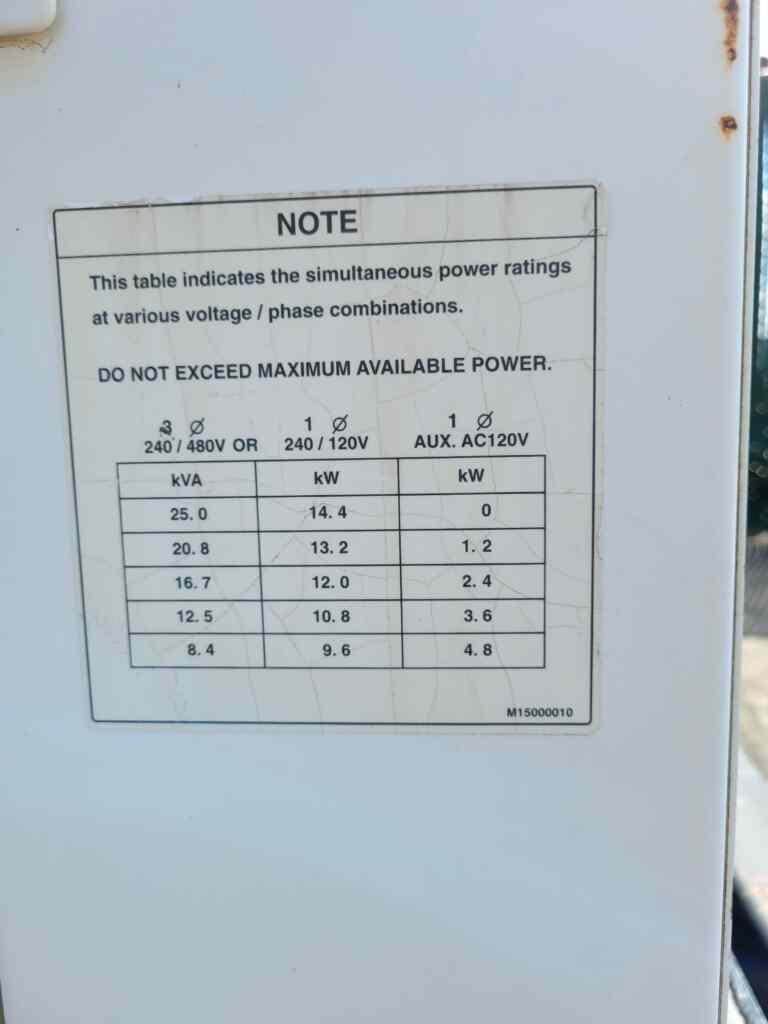 NOTE
This table indicates the simultaneous power ratings
at various voltage / phase combinations.
DO NOT EXCEED MAXIMUM AVAILABLE POWER.
3 Ø 1 Ø 1 Ø
240 / 480V OR 240 / 120V AUX. AC120V
kVA kW kW
25.0 14.4 0
20.8 13.2 1.2
16.7 12.0 2.4
12.5 10.8 3.6
8.4 9.6 4.8
M15000010